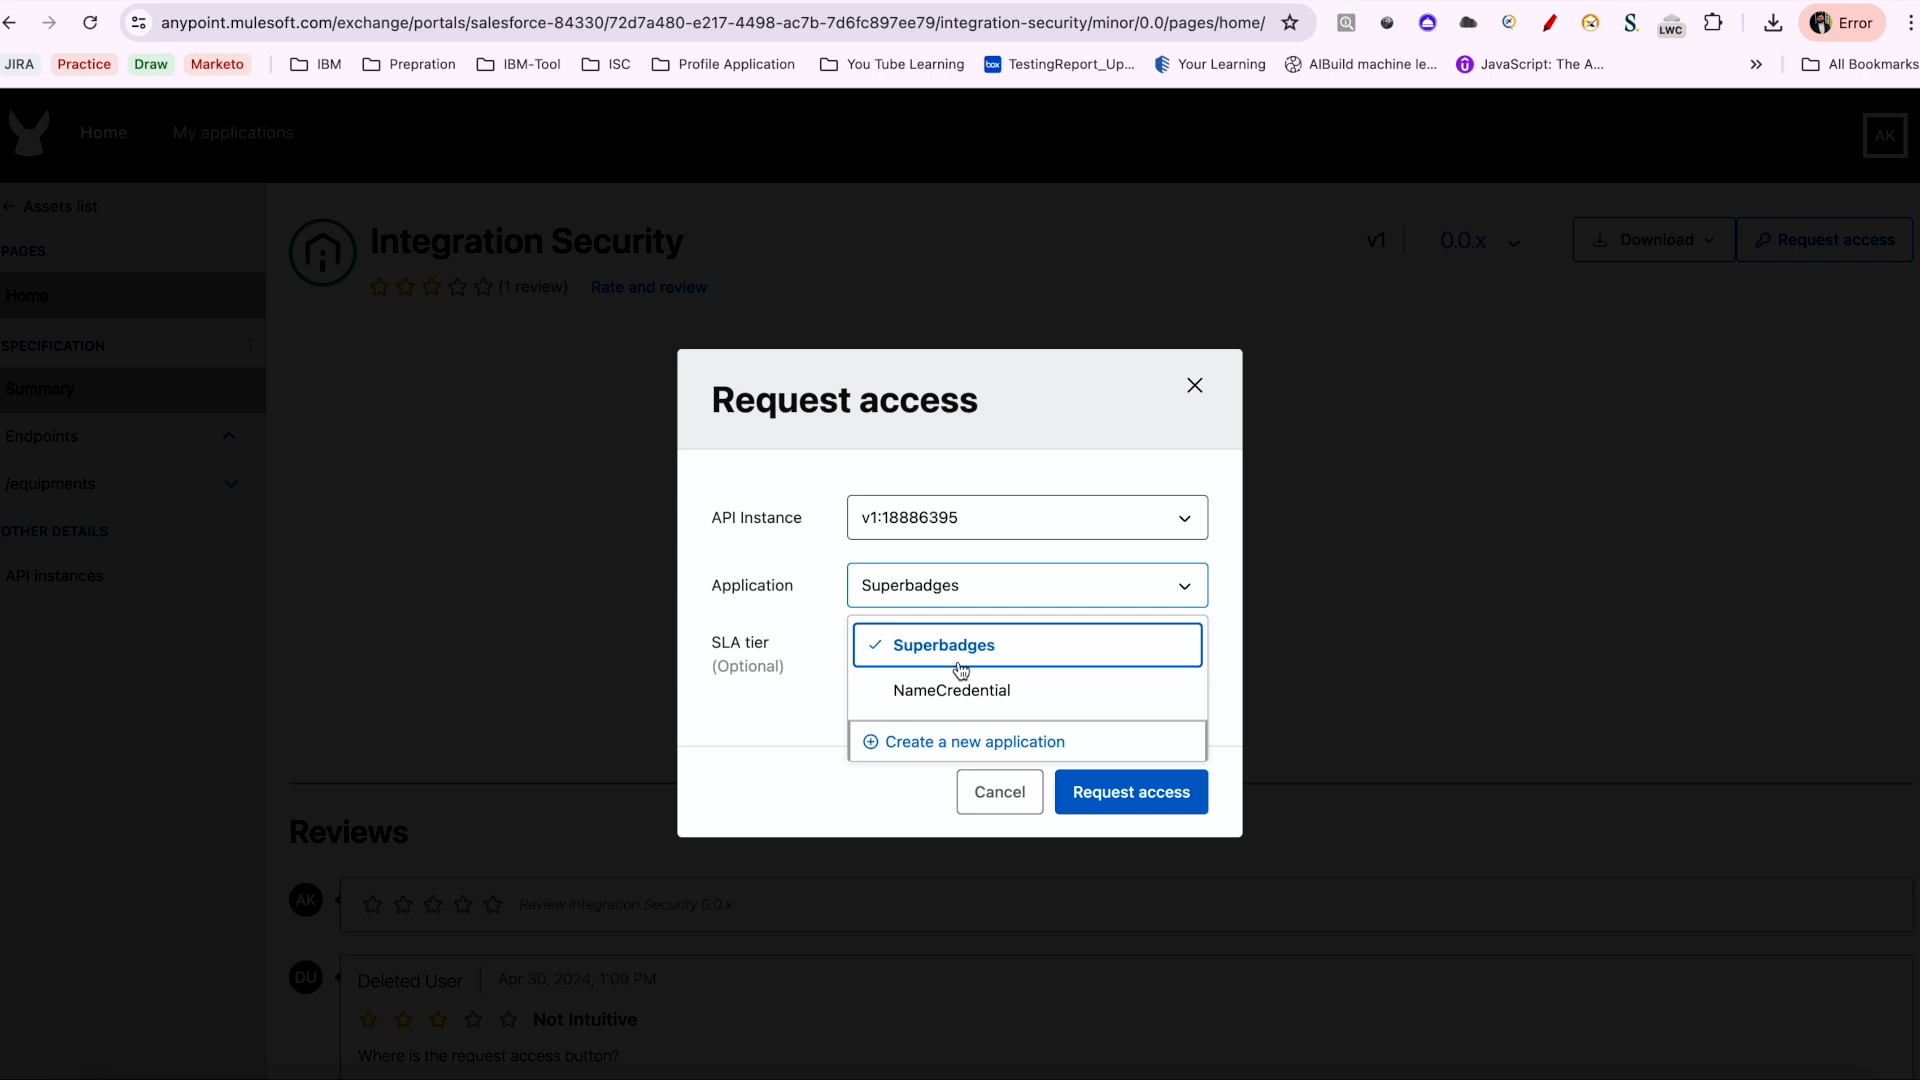 anypoint.mulesoft.com/exchange/portals/salesforce-84330/72d7a480-e217-4498-ac7b-7d6fc897ee79/integration-security/minor/0.0/pages/home/
LWC
Error
JIRA
Practice
Draw
Marketo
IBM
Prepration
IBM-Tool
ISC
Profile Application
You Tube Learning
box
TestingReport_Up...
Your Learning
AIBuild machine le...
JavaScript: The A...
All Bookmarks
Home
My applications
AK
Assets list
PAGES
Home
SPECIFICATION
Summary
Endpoints
/equipments
OTHER DETAILS
API instances
Integration Security
(1 review)
Rate and review
v1
0.0.x
Download
Request access
Request access
API Instance
v1:18886395
Application
Superbadges
SLA tier
(Optional)
Superbadges
NameCredential
Create a new application
Cancel
Request access
Reviews
AK
Review Integration Security 0.0.x
DU
Deleted User
Apr 30, 2024, 1:09 PM
Not Intuitive
Where is the request access button?